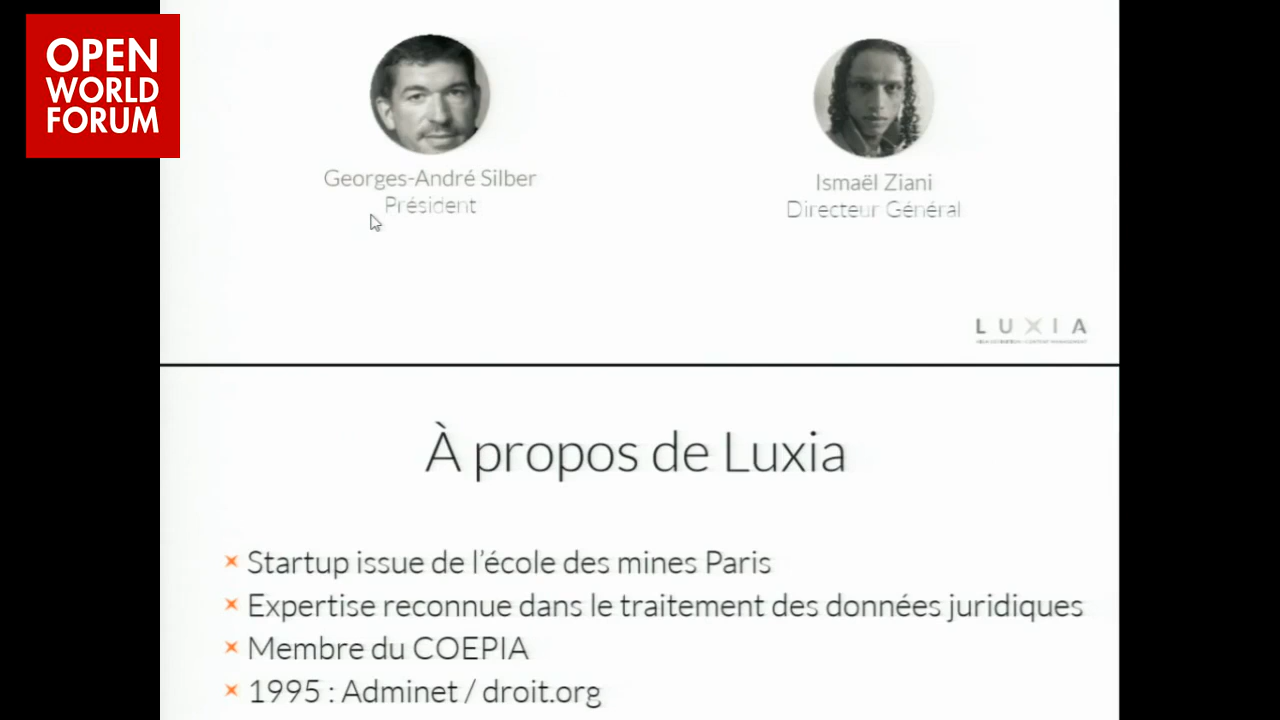 OPEN
WORLD
FORUM
Georges-André Silber
Président
Ismaël Ziani
Directeur Général
LUXIA
À propos de Luxia
Startup issue de l'école des mines Paris
Expertise reconnue dans le traitement des données juridiques
Membre du COEPIA
1995 : Adminet / droit.org